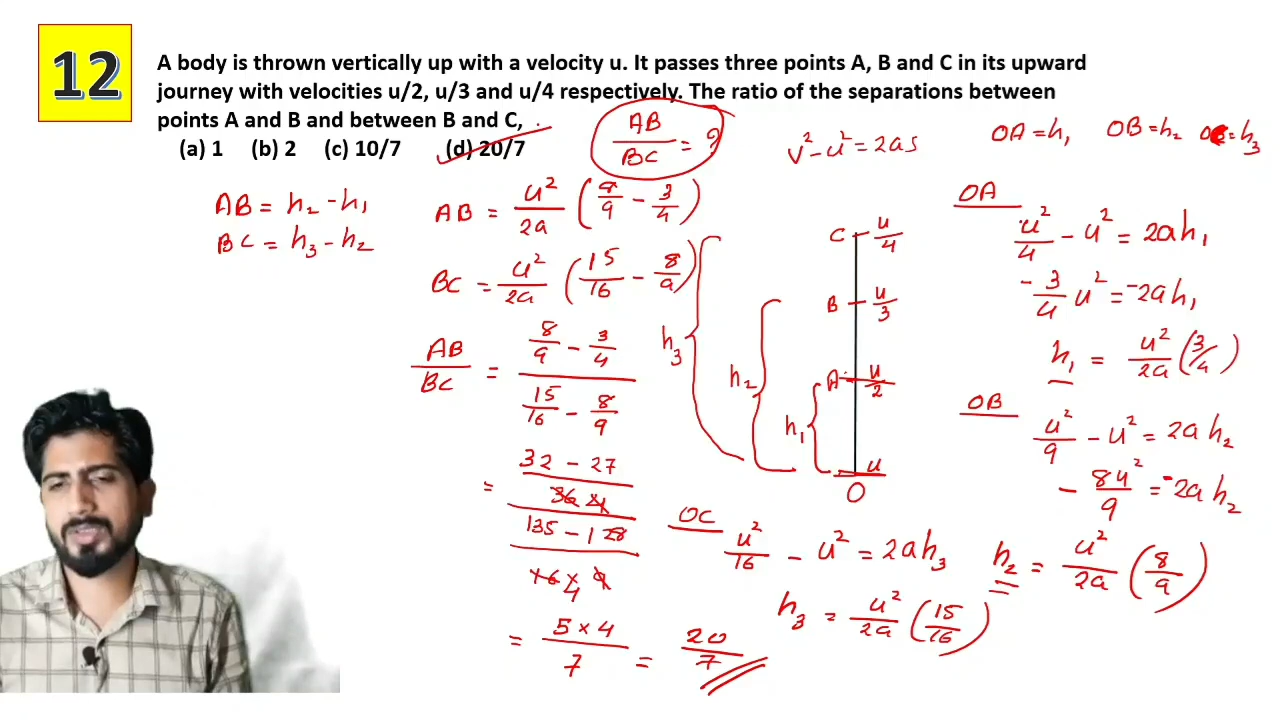 12
A body is thrown vertically up with a velocity u. It passes three points A, B and C in its upward
journey with velocities u/2, u/3 and u/4 respectively. The ratio of the separations between
points A and B and between B and C,
(a) 1 (b) 2 (c) 10/7 (d) 20/7
AB/BC = ?
v² - u² = 2as
OA = h₁ OB = h₂ OC = h₃
AB = h₂ - h₁
BC = h₃ - h₂
AB = u²/2a (8/9 - 3/4)
BC = u²/2a (15/16 - 8/9)
AB/BC = (8/9 - 3/4)/(15/16 - 8/9)
= (32 - 27 / 36 4)/(135 - 128 / 16 × 9)
4
= 5 × 4/7 = 20/7
C u/4
B u/3
A u/2
u
O
h₃
h₂
h₁
OA
u²/4 - u² = 2ah₁
- 3/4 u² = -2ah₁
h₁ = u²/2a (3/4)
OB
u²/9 - u² = 2ah₂
- 8u²/9 = -2ah₂
h₂ = u²/2a (8/9)
OC
u²/16 - u² = 2ah₃
h₃ = u²/2a (15/16)